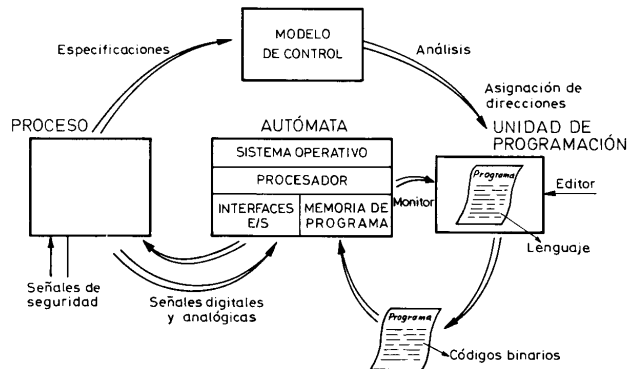 MODELO
DE CONTROL
Especificaciones
Análisis
Asignación de
direcciones
PROCESO
AUTÓMATA
UNIDAD DE
PROGRAMACIÓN
SISTEMA OPERATIVO
PROCESADOR
INTERFACES
E/S
MEMORIA DE
PROGRAMA
Monitor
Programa
Editor
Lenguaje
Señales de
seguridad
Señales digitales
y analógicas
Programa
Códigos binarios